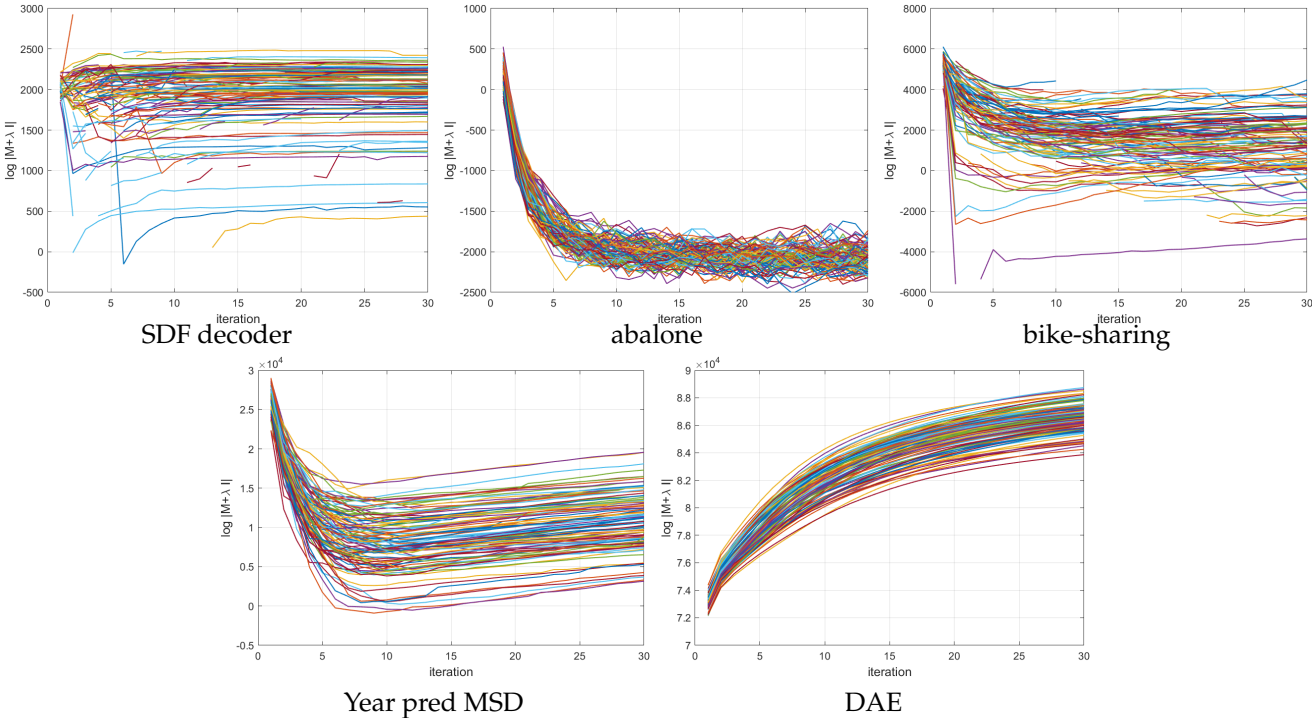 3000
2500
2000
1500
1000
500
0
-500
log |M+ λ I|
0 5 10 15 20 25 30
iteration
SDF decoder
1000
500
0
-500
-1000
-1500
-2000
-2500
log |M+ λ I|
0 5 10 15 20 25 30
iteration
abalone
8000
6000
4000
2000
0
-2000
-4000
-6000
log |M+ λ I|
0 5 10 15 20 25 30
iteration
bike-sharing
×10⁴
3
2.5
2
1.5
1
0.5
0
-0.5
log |M+ λ I|
0 5 10 15 20 25 30
iteration
Year pred MSD
×10⁴
9
8.8
8.6
8.4
8.2
8
7.8
7.6
7.4
7.2
7
log |M+ λ I|
0 5 10 15 20 25 30
iteration
DAE